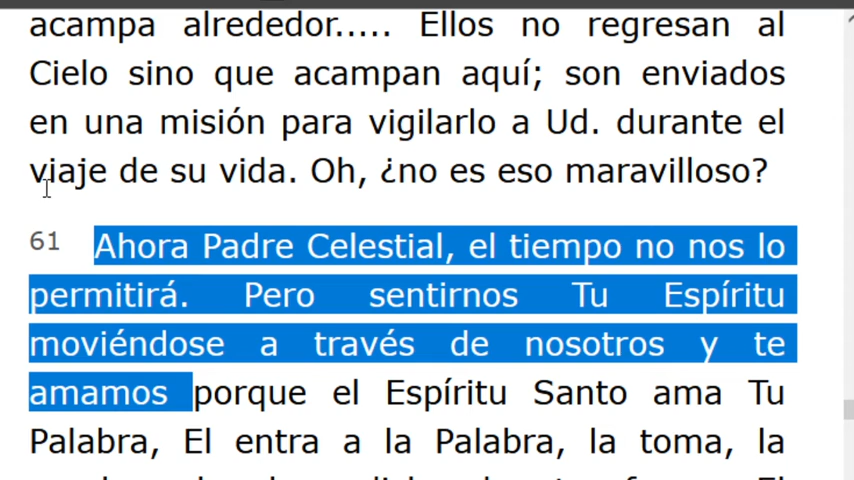 acampa alrededor..... Ellos no regresan al
Cielo sino que acampan aquí; son enviados
en una misión para vigilarlo a Ud. durante el
viaje de su vida. Oh, ¿no es eso maravilloso?
61 Ahora Padre Celestial, el tiempo no nos lo
permitirá. Pero sentirnos Tu Espíritu
moviéndose a través de nosotros y te
amamos porque el Espíritu Santo ama Tu
Palabra, El entra a la Palabra, la toma, la